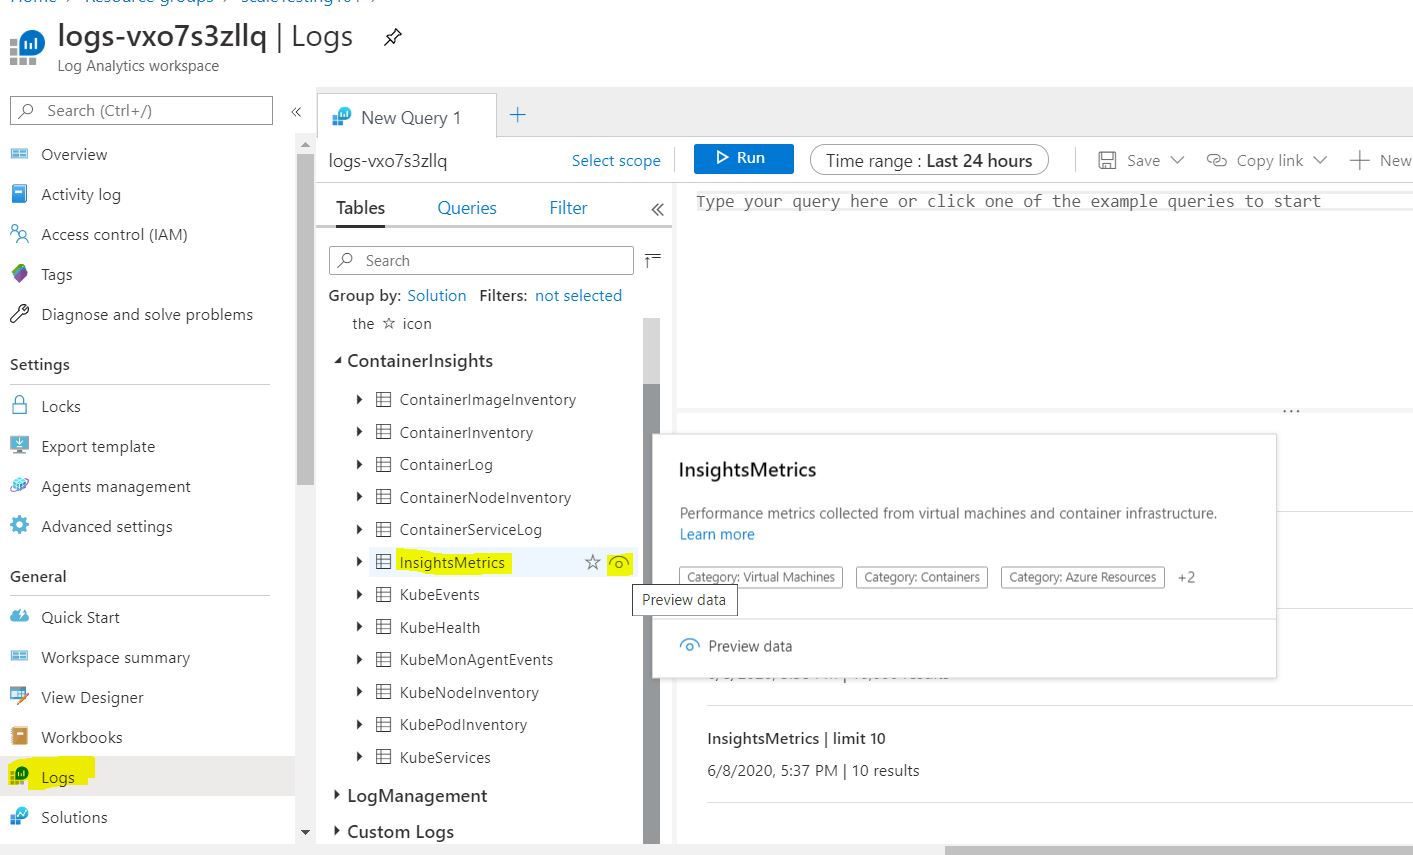 Home > Resource groups > scaleTesting101 >
logs-vxo7s3zllq | Logs
Log Analytics workspace
Search (Ctrl+/)
«
Overview
Activity log
Access control (IAM)
Tags
Diagnose and solve problems
Settings
Locks
Export template
Agents management
Advanced settings
General
Quick Start
Workspace summary
View Designer
Workbooks
Logs
Solutions
New Query 1
+
logs-vxo7s3zllq
Select scope
Run
Time range : Last 24 hours
Save
Copy link
New
Tables
Queries
Filter
«
Search
Group by: Solution Filters: not selected
the ☆ icon
ContainerInsights
ContainerImageInventory
ContainerInventory
ContainerLog
ContainerNodeInventory
ContainerServiceLog
InsightsMetrics
KubeEvents
KubeHealth
KubeMonAgentEvents
KubeNodeInventory
KubePodInventory
KubeServices
LogManagement
Custom Logs
Type your query here or click one of the example queries to start
...
InsightsMetrics
Performance metrics collected from virtual machines and container infrastructure.
Learn more
Category: Virtual Machines
Category: Containers
Category: Azure Resources
+2
Preview data
Preview data
InsightsMetrics | limit 10
6/8/2020, 5:37 PM | 10 results